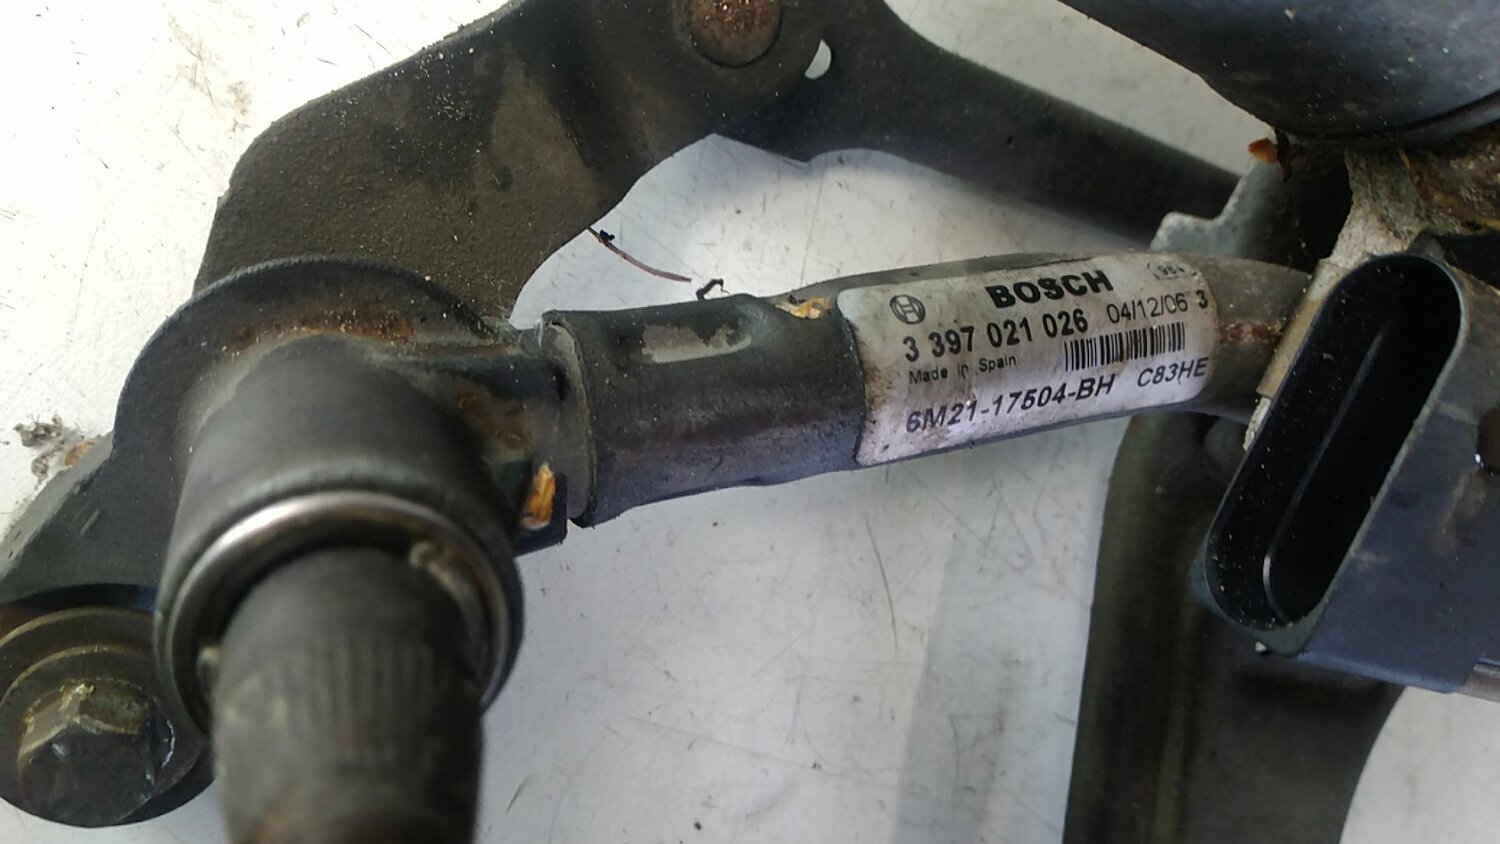 BOSCH
3 397 021 026 04/12/06 3
Made in Spain
6M21-17504-BH C83HE